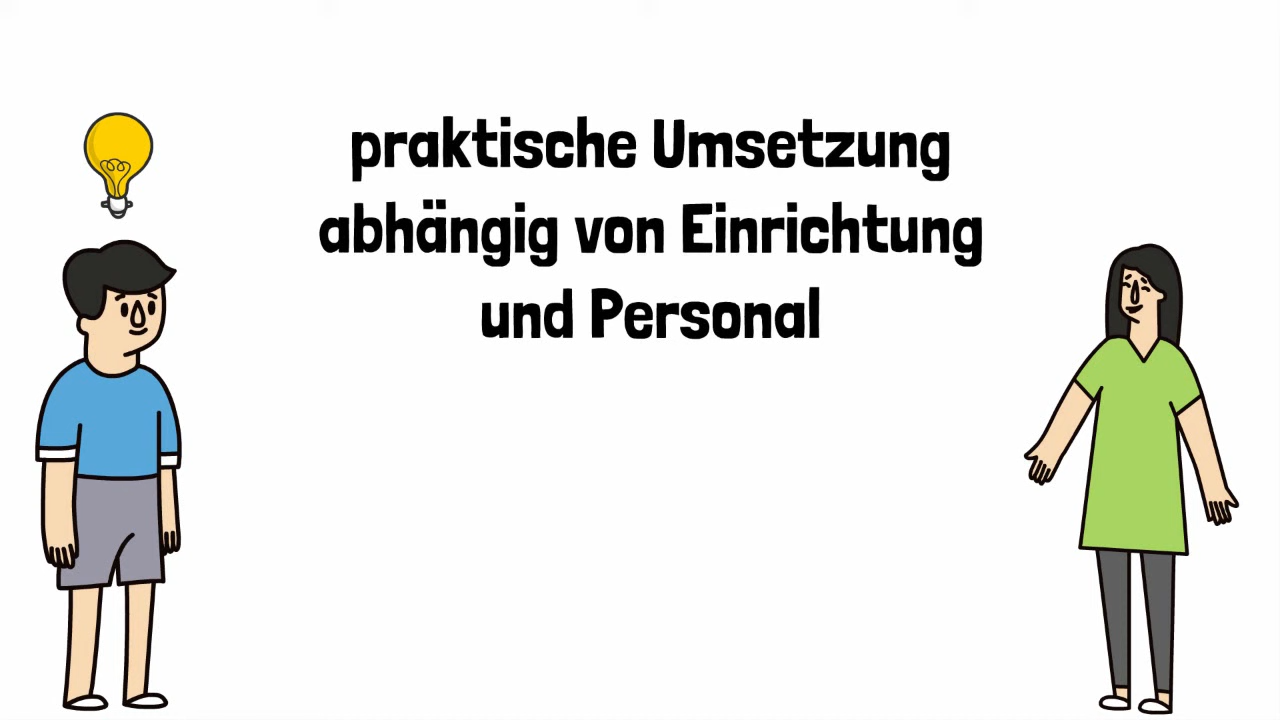 praktische Umsetzung
abhängig von Einrichtung
und Personal